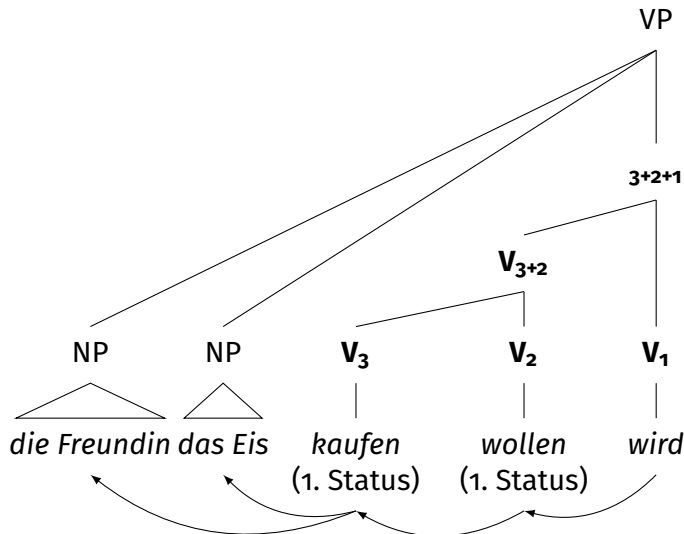 VP
3+2+1
V3+2
NP NP V3 V2 V1
die Freundin das Eis kaufen wollen wird
(1. Status) (1. Status)